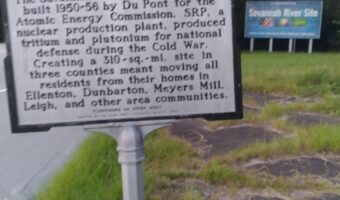 built 1950-56 by Du Pont for the
Atomic Energy Commission. SRP, a
nuclear production plant, produced
tritium and plutonium for national
defense during the Cold War.
Creating a 310-sq.-mi. site in
three counties meant moving all
residents from their homes in
Ellenton, Dunbarton, Meyers Mill,
Leigh, and other area communities.
Savannah River Site